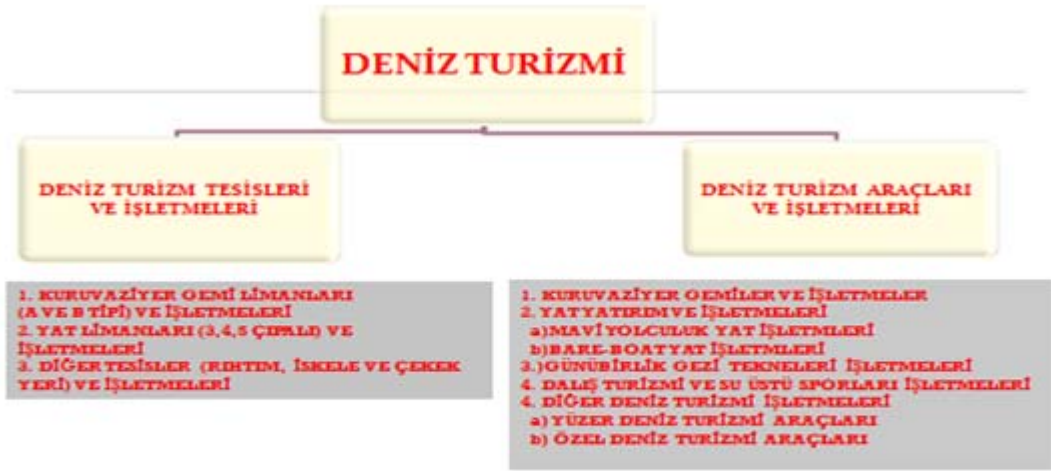 DENİZ TURİZMİ
DENİZ TURİZM TESİSLERİ
VE İŞLETMELERİ
DENİZ TURİZM ARAÇLARI
VE İŞLETMELERİ
1. KURUVAZİYER GEMİ LİMANLARI
(A VE B TİPİ) VE İŞLETMELERİ
2. YAT LİMANLARI (3,4,5 ÇIPALI) VE
İŞLETMELERİ
3. DİĞER TESİSLER (RIHTIM, İSKELE VE ÇEKEK
YERİ) VE İŞLETMELERİ
1. KURUVAZİYER GEMİLER VE İŞLETMELER
2. YAT YATIRIM VE İŞLETMELERİ
a) MAVİ YOLCULUK YAT İŞLETMLERİ
b) BARE-BOAT YAT İŞLETMLERİ
3.) GÜNÜBİRLİK GEZİ TEKNELERİ İŞLETMELERİ
4. DALIŞ TURİZMİ VE SU ÜSTÜ SPORLARI İŞLETMELERİ
4. DİĞER DENİZ TURİZMİ İŞLETMELERİ
a) YÜZER DENİZ TURİZMİ ARAÇLARI
b) ÖZEL DENİZ TURİZMİ ARAÇLARI